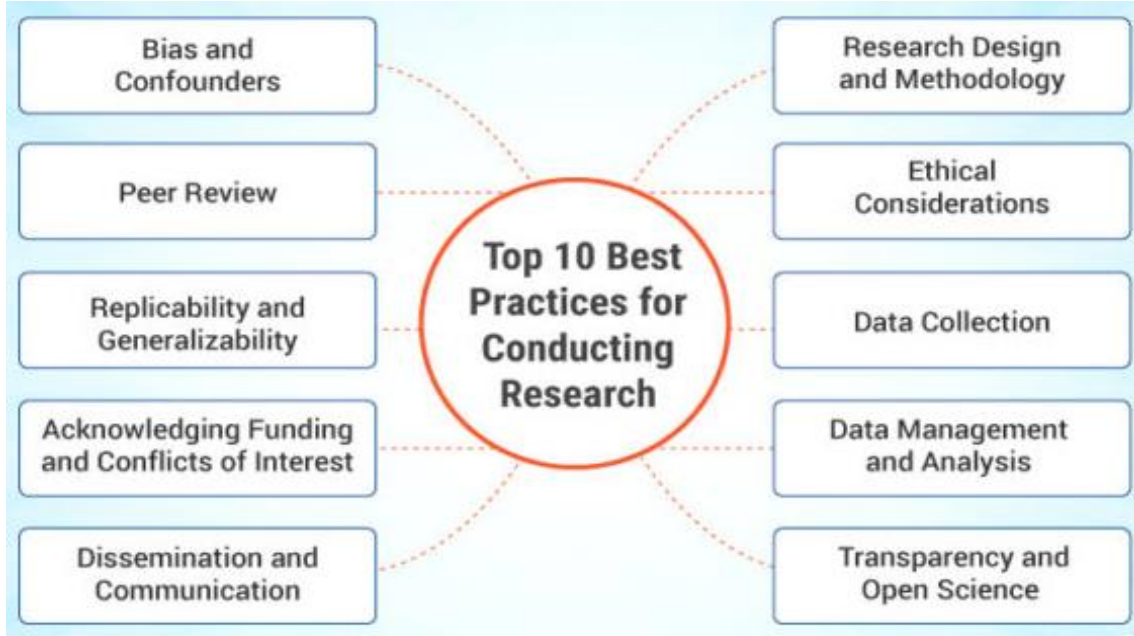 Bias and
Confounders
Peer Review
Replicability and
Generalizability
Acknowledging Funding
and Conflicts of Interest
Dissemination and
Communication
Top 10 Best
Practices for
Conducting
Research
Research Design
and Methodology
Ethical
Considerations
Data Collection
Data Management
and Analysis
Transparency and
Open Science